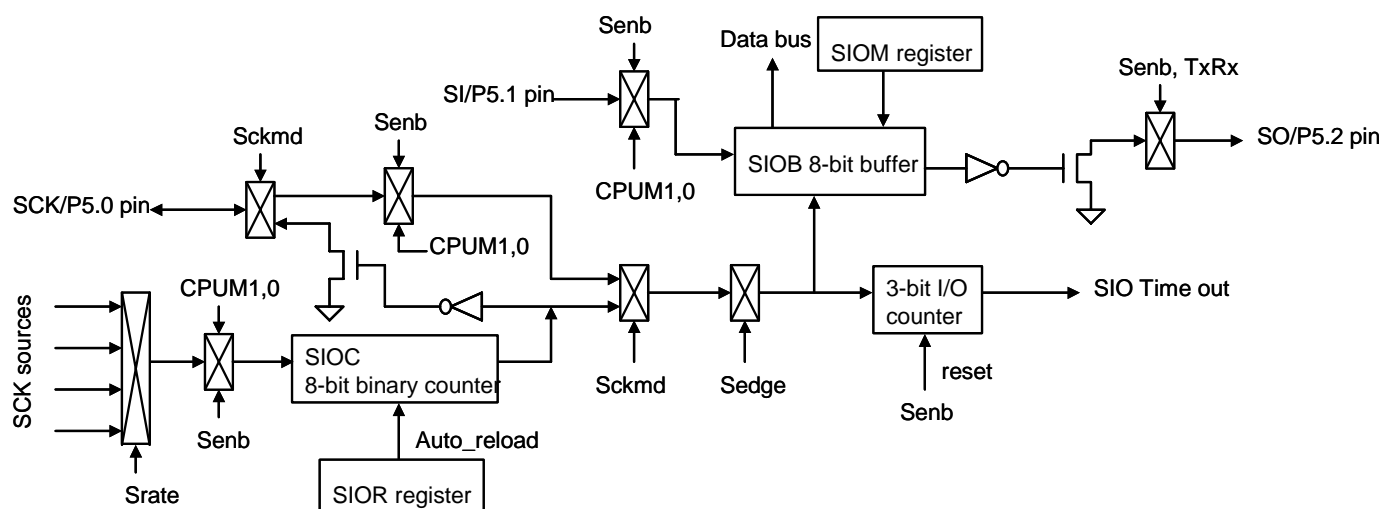 Senb
Data bus
SIOM register
Senb, TxRx
SI/P5.1 pin
Sckmd
Senb
SIOB 8-bit buffer
SO/P5.2 pin
CPUM1,0
SCK/P5.0 pin
CPUM1,0
CPUM1,0
3-bit I/O
counter
SIO Time out
SCK sources
SIOC
8-bit binary counter
Sckmd
Sedge
reset
Senb
Senb
Auto_reload
Srate
SIOR register